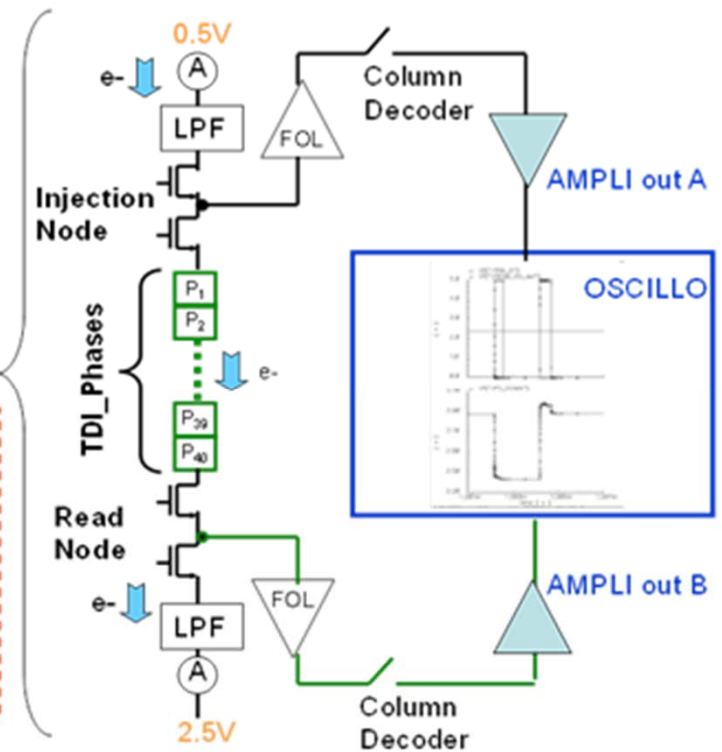 0.5V
e-
A
LPF
FOL
Column
Decoder
AMPLI out A
Injection
Node
OSCILLO
P1
P2
TDI_Phases
e-
P39
P40
Read
Node
e-
FOL
AMPLI out B
LPF
A
2.5V
Column
Decoder